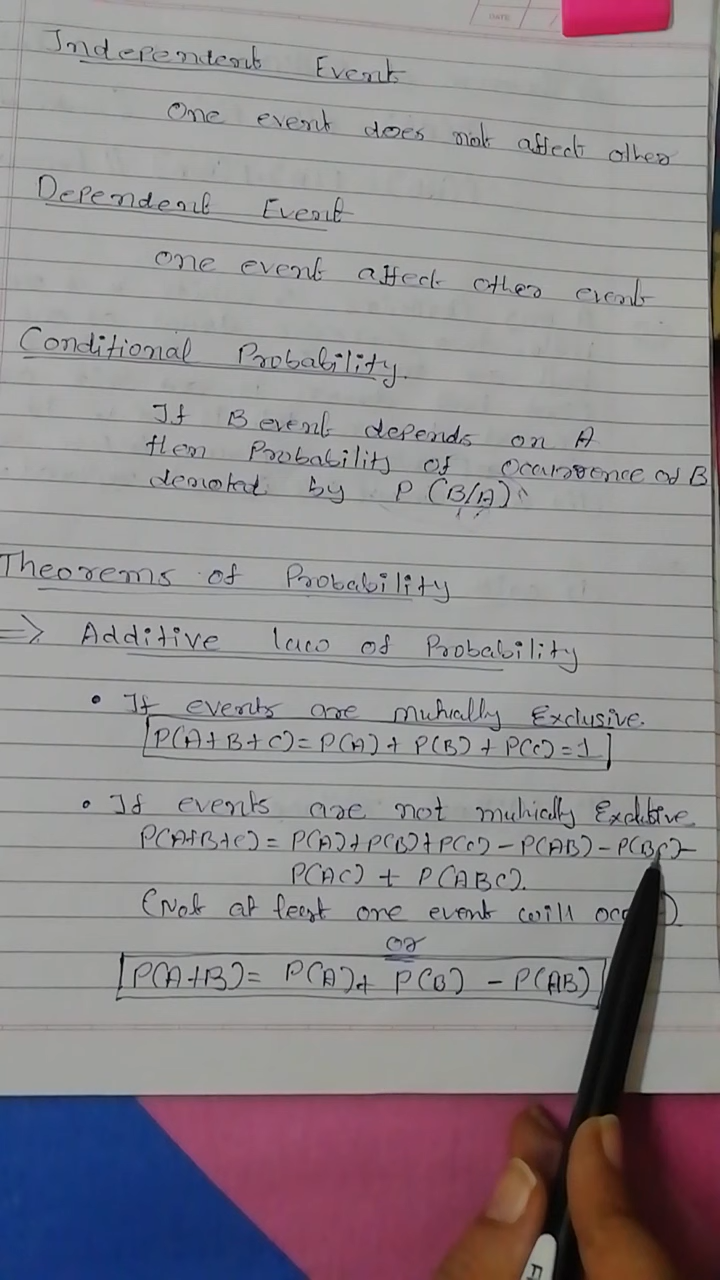 DATE
Independent Event
One event does not affect other
Dependent Event
one event affect other event
Conditional Probability
If B event depends on A
then Probability of Occurrence of B
denoted by P(B/A)
Theorems of Probability
=> Additive law of Probability
• If events are mutually Exclusive.
P(A+B+C)=P(A)+P(B)+P(C)=1
• If events are not mutually Exclusive
P(A+B+C)=P(A)+P(B)+P(C)-P(AB)-P(BC)-
P(AC)+P(ABC).
(Not at least one event will
or
P(A+B)=P(A)+P(B)-P(AB)